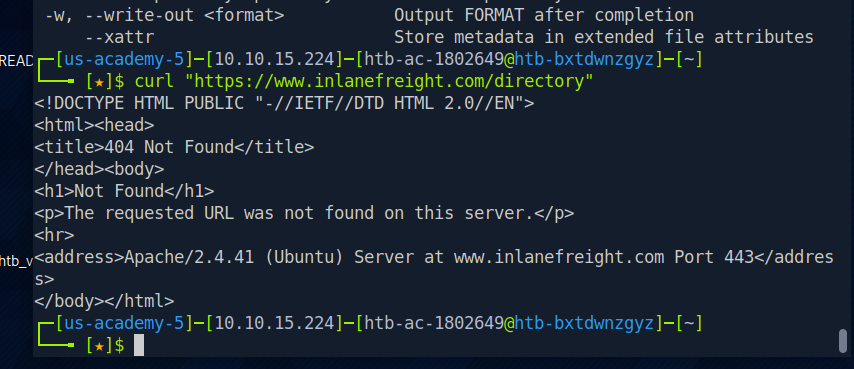 -w, --write-out <format>          Output FORMAT after completion
--xattr                       Store metadata in extended file attributes
READ
┌─[us-academy-5]─[10.10.15.224]─[htb-ac-1802649@htb-bxtdwnzgyz]─[~]
└──╼ [★]$ curl "https://www.inlanefreight.com/directory"
<!DOCTYPE HTML PUBLIC "-//IETF//DTD HTML 2.0//EN">
<html><head>
<title>404 Not Found</title>
</head><body>
<h1>Not Found</h1>
<p>The requested URL was not found on this server.</p>
<hr>
htb_v
<address>Apache/2.4.41 (Ubuntu) Server at www.inlanefreight.com Port 443</addres
s>
</body></html>
┌─[us-academy-5]─[10.10.15.224]─[htb-ac-1802649@htb-bxtdwnzgyz]─[~]
└──╼ [★]$